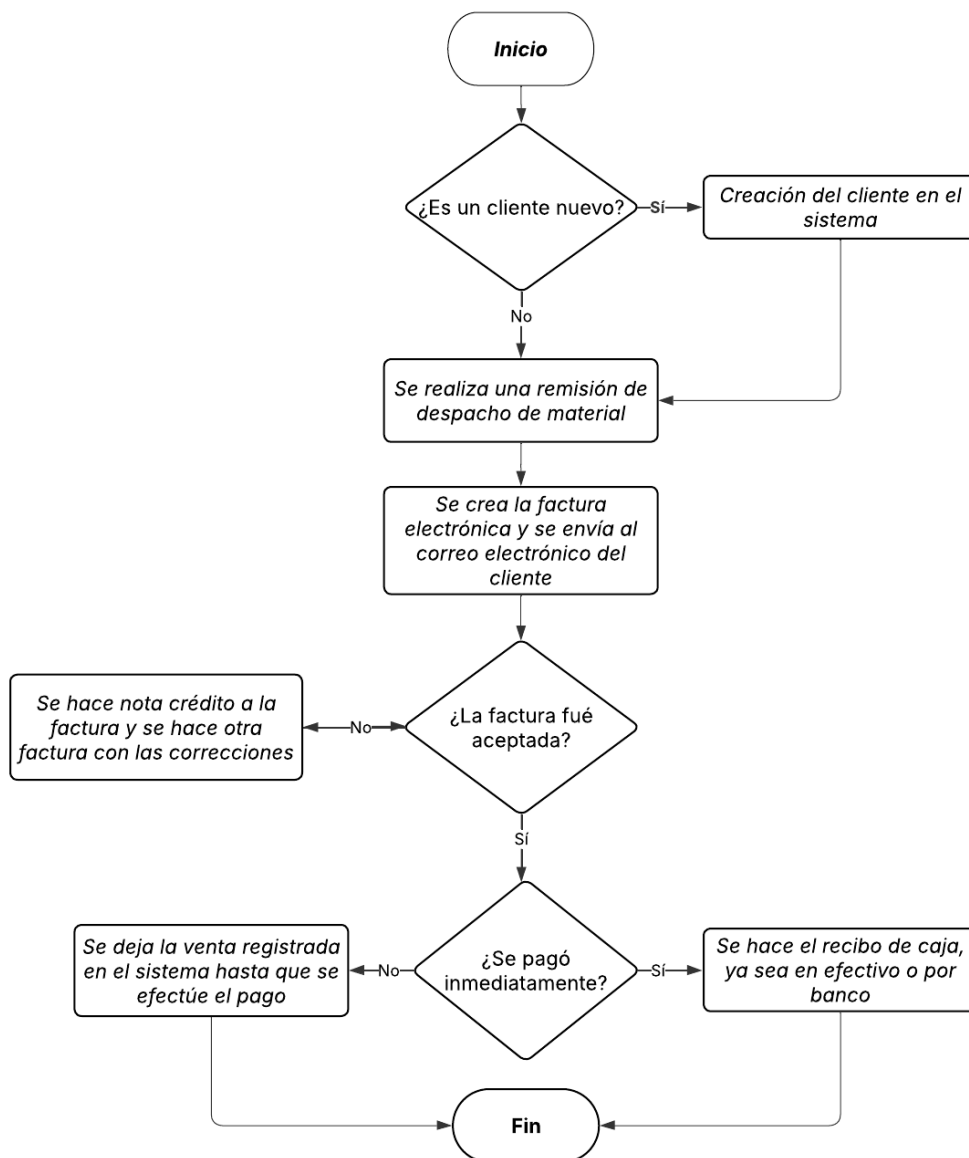 Inicio
¿Es un cliente nuevo?
Sí
Creación del cliente en el
sistema
No
Se realiza una remisión de
despacho de material
Se crea la factura
electrónica y se envía al
correo electrónico del
cliente
¿La factura fué
aceptada?
No
Se hace nota crédito a la
factura y se hace otra
factura con las correcciones
Sí
¿Se pagó
inmediatamente?
No
Se deja la venta registrada
en el sistema hasta que se
efectúe el pago
Sí
Se hace el recibo de caja,
ya sea en efectivo o por
banco
Fin